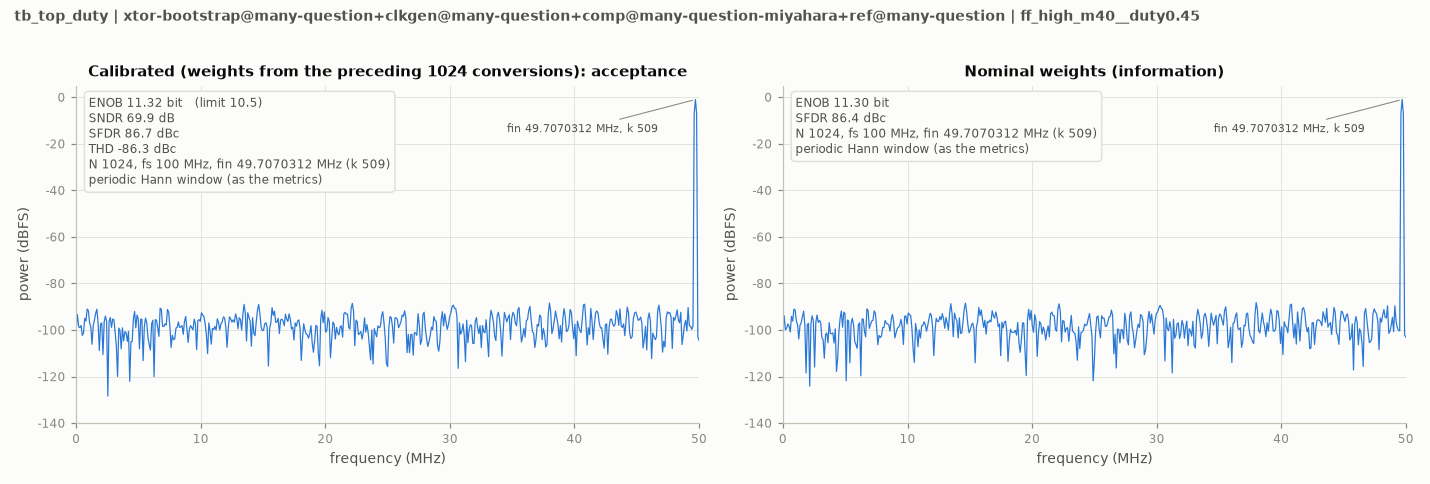 tb_top_duty | xtor-bootstrap@many-question+clkgen@many-question+comp@many-question-miyahara+ref@many-question | ff_high_m40__duty0.45
Calibrated (weights from the preceding 1024 conversions): acceptance
ENOB 11.32 bit (limit 10.5)
SNDR 69.9 dB
SFDR 86.7 dBc
THD -86.3 dBc
N 1024, fs 100 MHz, fin 49.7070312 MHz (k 509)
periodic Hann window (as the metrics)
fin 49.7070312 MHz, k 509
power (dBFS)
0
-20
-40
-60
-80
-100
-120
-140
0 10 20 30 40 50
frequency (MHz)
Nominal weights (information)
ENOB 11.30 bit
SFDR 86.4 dBc
N 1024, fs 100 MHz, fin 49.7070312 MHz (k 509)
periodic Hann window (as the metrics)
fin 49.7070312 MHz, k 509
power (dBFS)
0
-20
-40
-60
-80
-100
-120
-140
0 10 20 30 40 50
frequency (MHz)